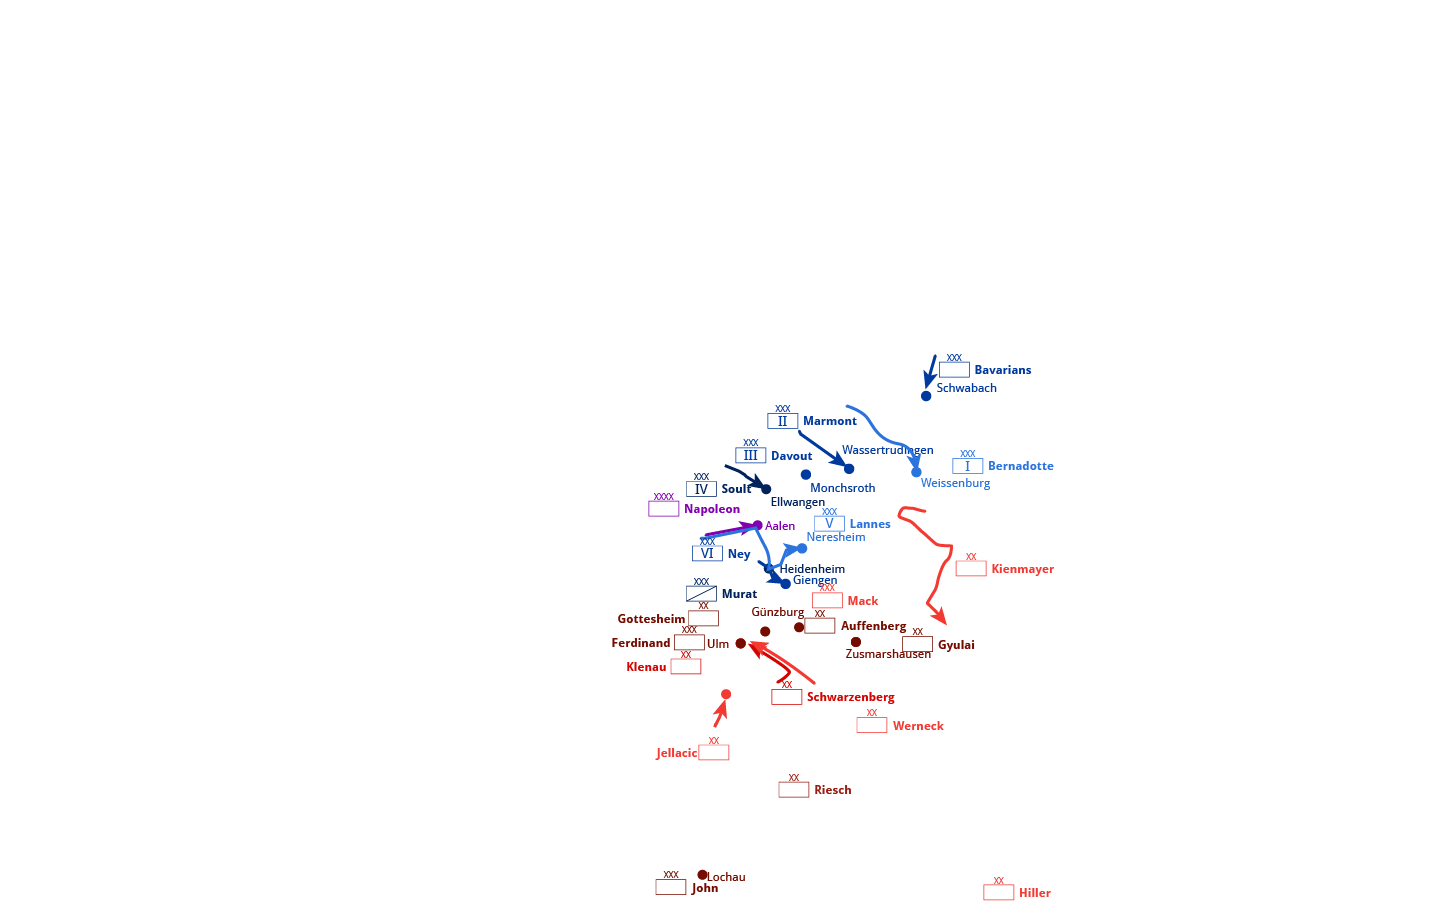 XXX
Bavarians
Schwabach
XXX
II Marmont
XXX
III Davout
Wassertrudingen
XXX
I Bernadotte
XXX
IV Soult
Monchsroth
Weissenburg
XXXX
Napoleon
Ellwangen
Aalen
XXX
V Lannes
Neresheim
XXX
VI Ney
XX
Kienmayer
Heidenheim
Giengen
XXX
Murat
XXX
Mack
XX
Gottesheim
Günzburg
XX
Auffenberg
XXX
Ferdinand
Ulm
XX
Gyulai
Zusmarshausen
XX
Klenau
XX
Schwarzenberg
XX
Werneck
XX
Jellacic
XX
Riesch
XXX
Lochau
John
XX
Hiller